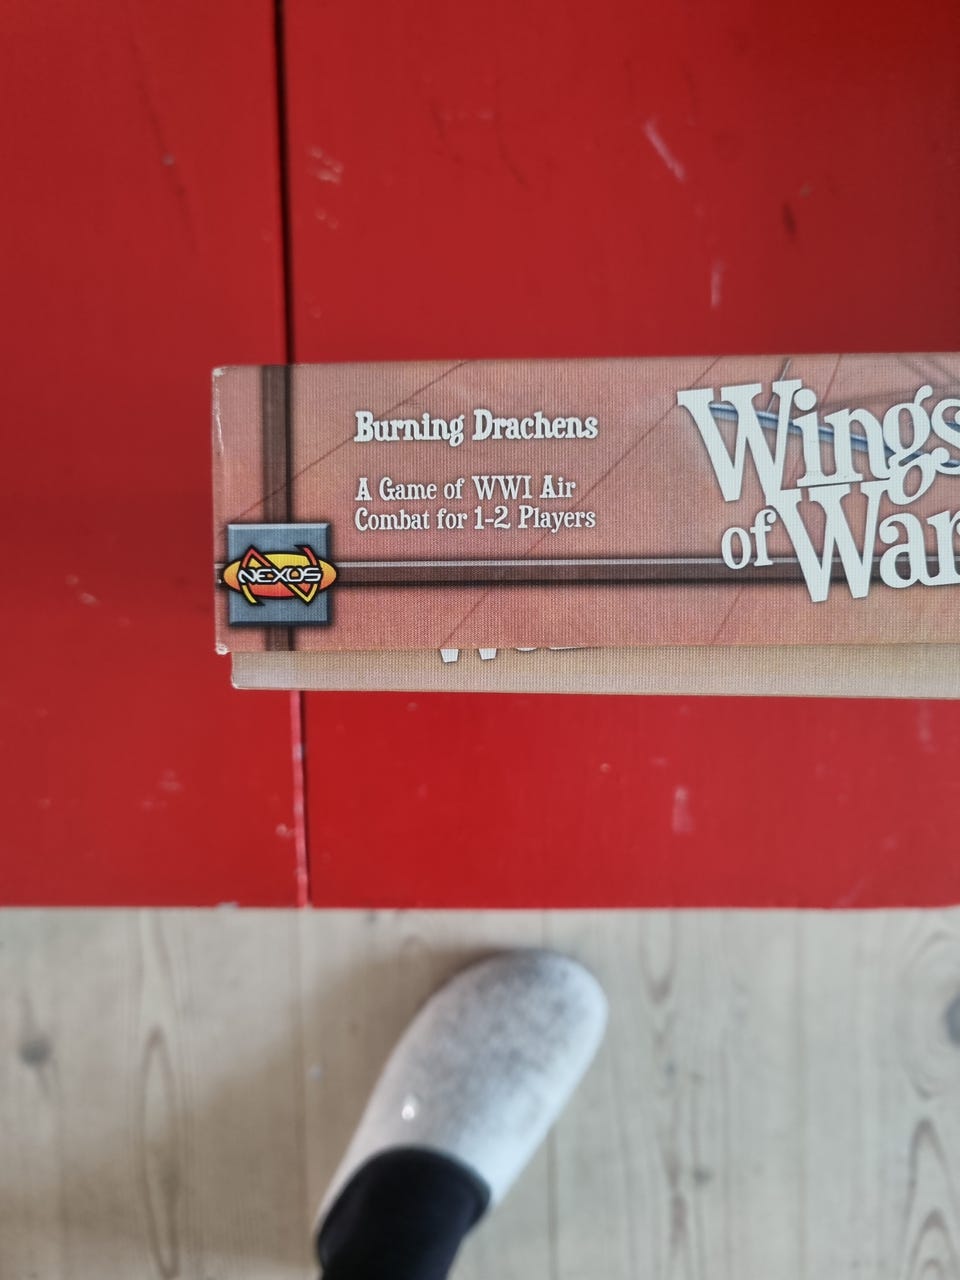 Burning Drachens
A Game of WWI Air
Combat for 1-2 Players
Wings
of War
NEXUS